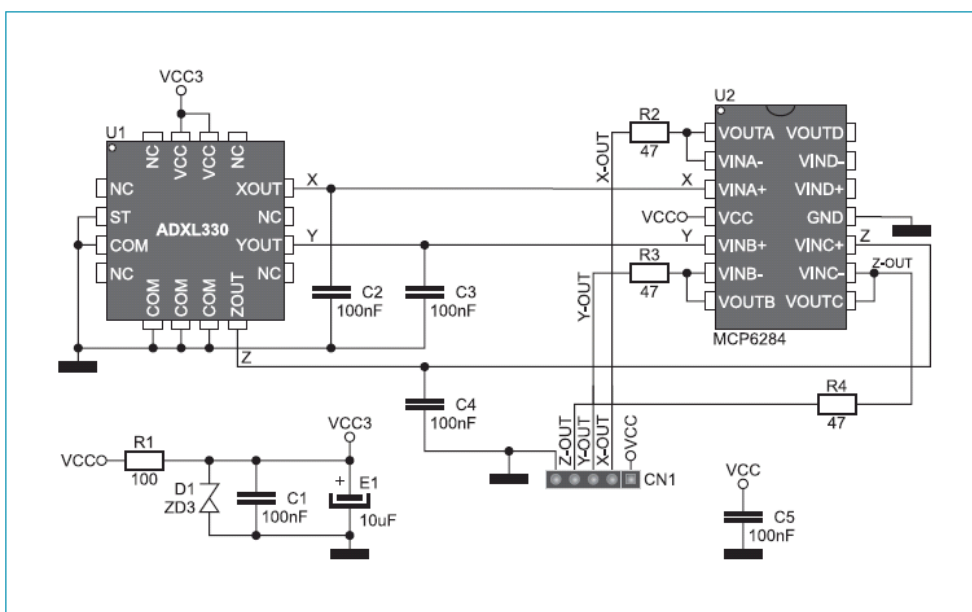 VCC3
U1
NC
VCC
VCC
NC
NC
ST
COM
NC
ADXL330
XOUT
NC
YOUT
NC
COM
COM
COM
ZOUT
X
Y
Z
C2
100nF
C3
100nF
C4
100nF
R2
47
X-OUT
R3
47
Y-OUT
U2
VOUTA
VINA-
VINA+
VCC
VINB+
VINB-
VOUTB
VOUTD
VIND-
VIND+
GND
VINC+
VINC-
VOUTC
MCP6284
X
VCC
Y
Z
Z-OUT
R4
47
Z-OUT
Y-OUT
X-OUT
VCC
CN1
VCC3
VCC
R1
100
D1
ZD3
C1
100nF
+
E1
10uF
VCC
C5
100nF